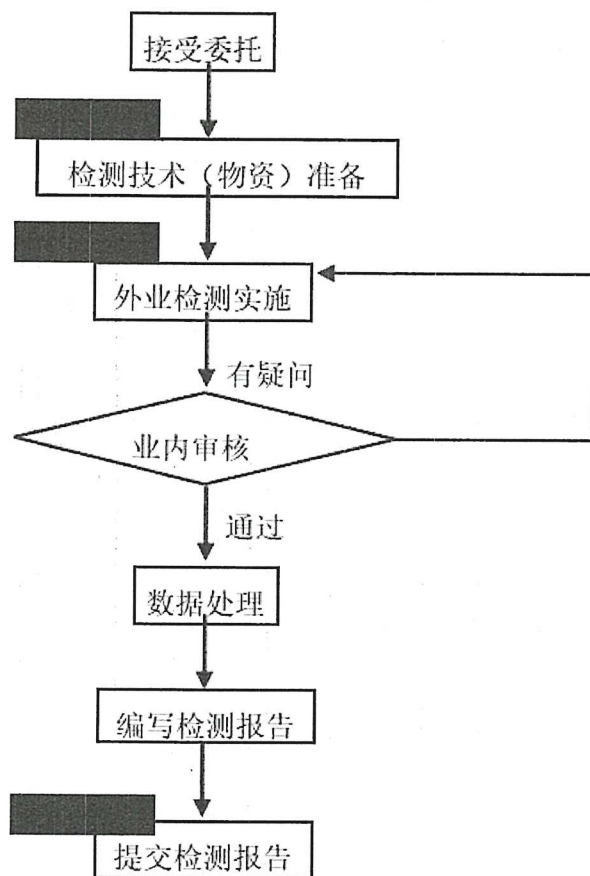 接受委托
检测技术（物资）准备
外业检测实施
有疑问
业内审核
通过
数据处理
编写检测报告
提交检测报告